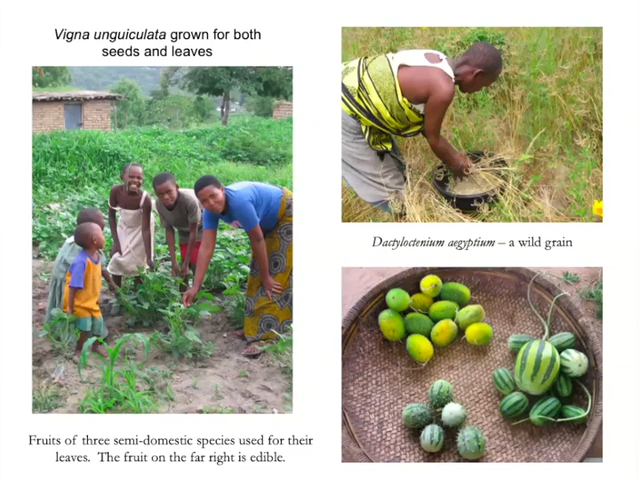 Vigna unguiculata grown for both
seeds and leaves
Dactyloctenium aegyptium – a wild grain
Fruits of three semi-domestic species used for their
leaves. The fruit on the far right is edible.